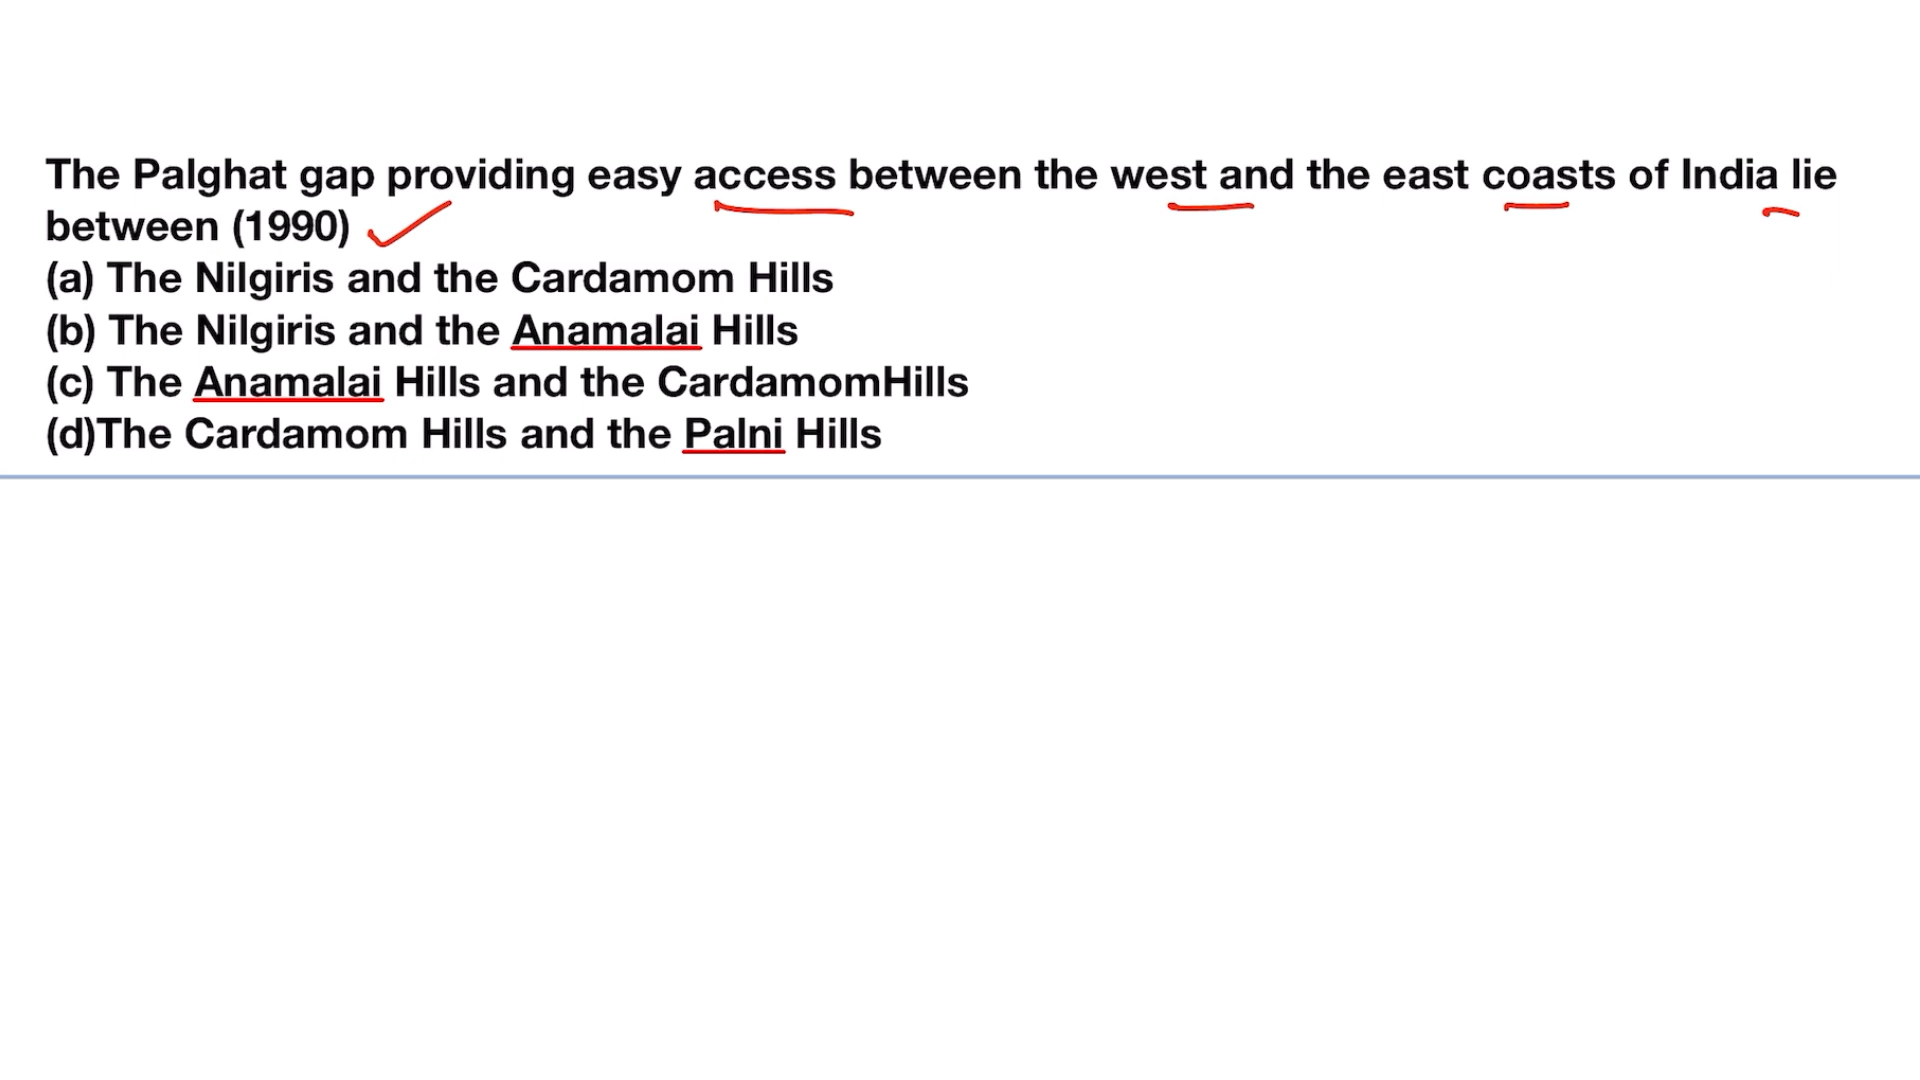 The Palghat gap providing easy access between the west and the east coasts of India lie
between (1990)
(a) The Nilgiris and the Cardamom Hills
(b) The Nilgiris and the Anamalai Hills
(c) The Anamalai Hills and the CardamomHills
(d)The Cardamom Hills and the Palni Hills